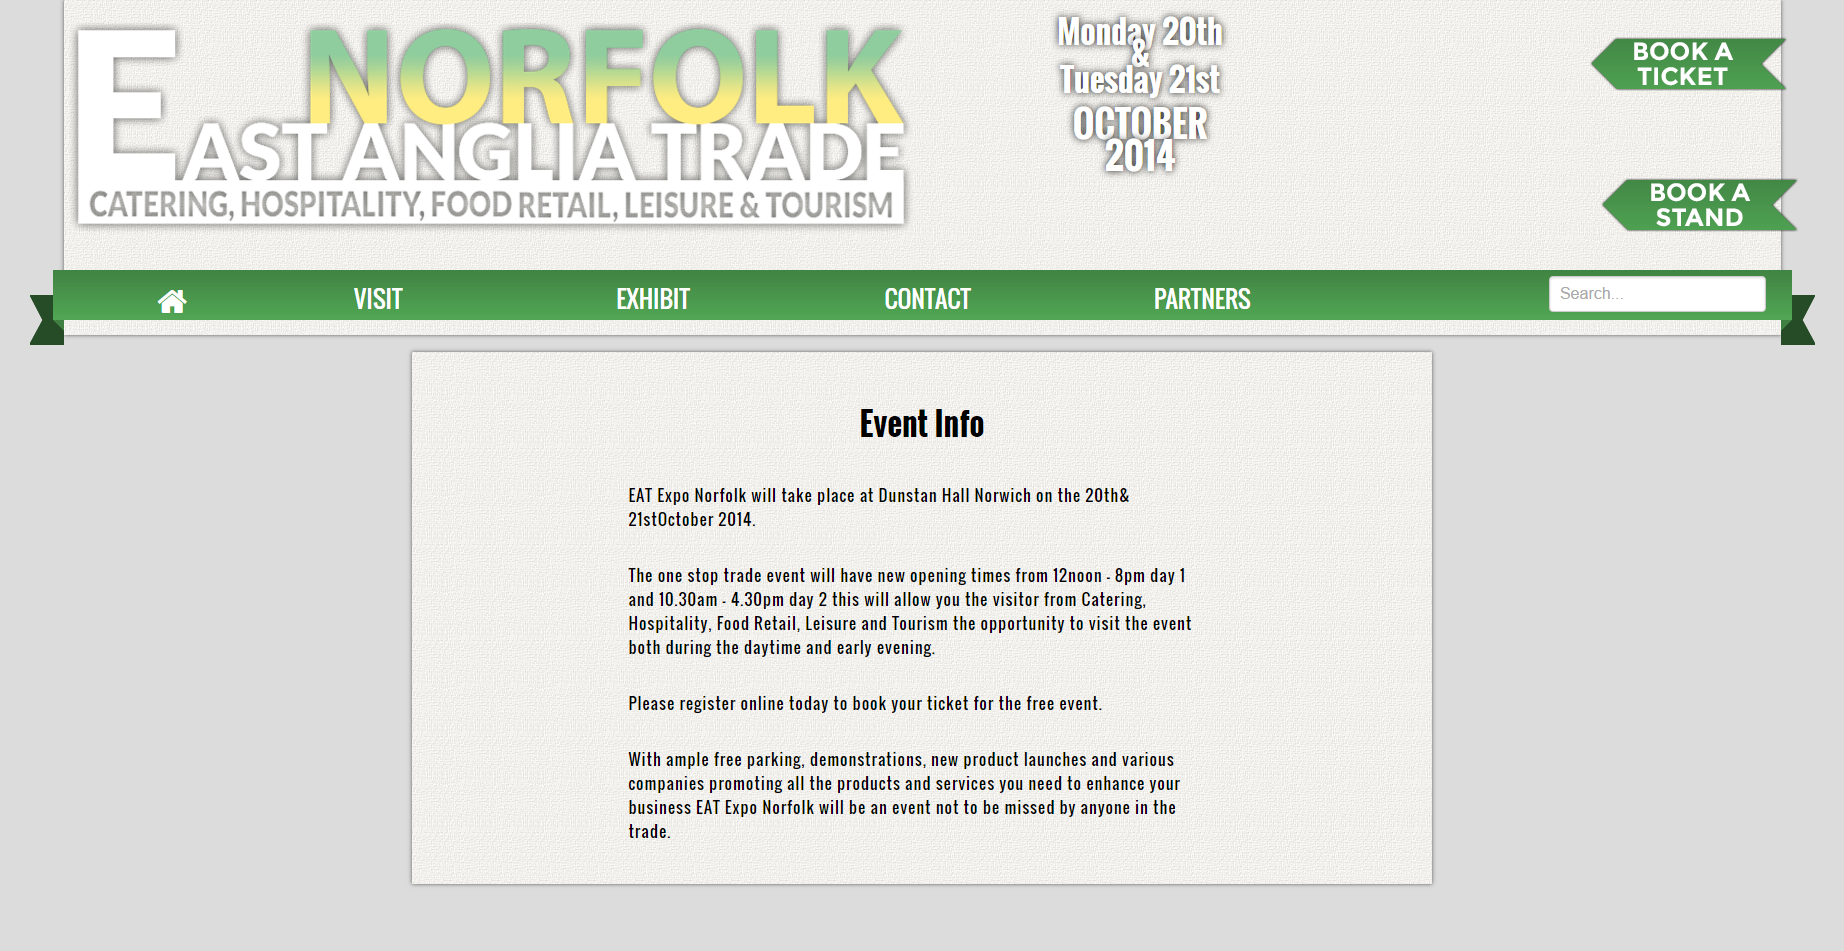 NORFOLK
EAST ANGLIA TRADE
CATERING, HOSPITALITY, FOOD RETAIL, LEISURE & TOURISM
Monday 20th
&
Tuesday 21st
OCTOBER
2014
BOOK A
TICKET
BOOK A
STAND
VISIT
EXHIBIT
CONTACT
PARTNERS
Search...
Event Info
EAT Expo Norfolk will take place at Dunstan Hall Norwich on the 20th&
21stOctober 2014.
The one stop trade event will have new opening times from 12noon - 8pm day 1
and 10.30am - 4.30pm day 2 this will allow you the visitor from Catering,
Hospitality, Food Retail, Leisure and Tourism the opportunity to visit the event
both during the daytime and early evening.
Please register online today to book your ticket for the free event.
With ample free parking, demonstrations, new product launches and various
companies promoting all the products and services you need to enhance your
business EAT Expo Norfolk will be an event not to be missed by anyone in the
trade.